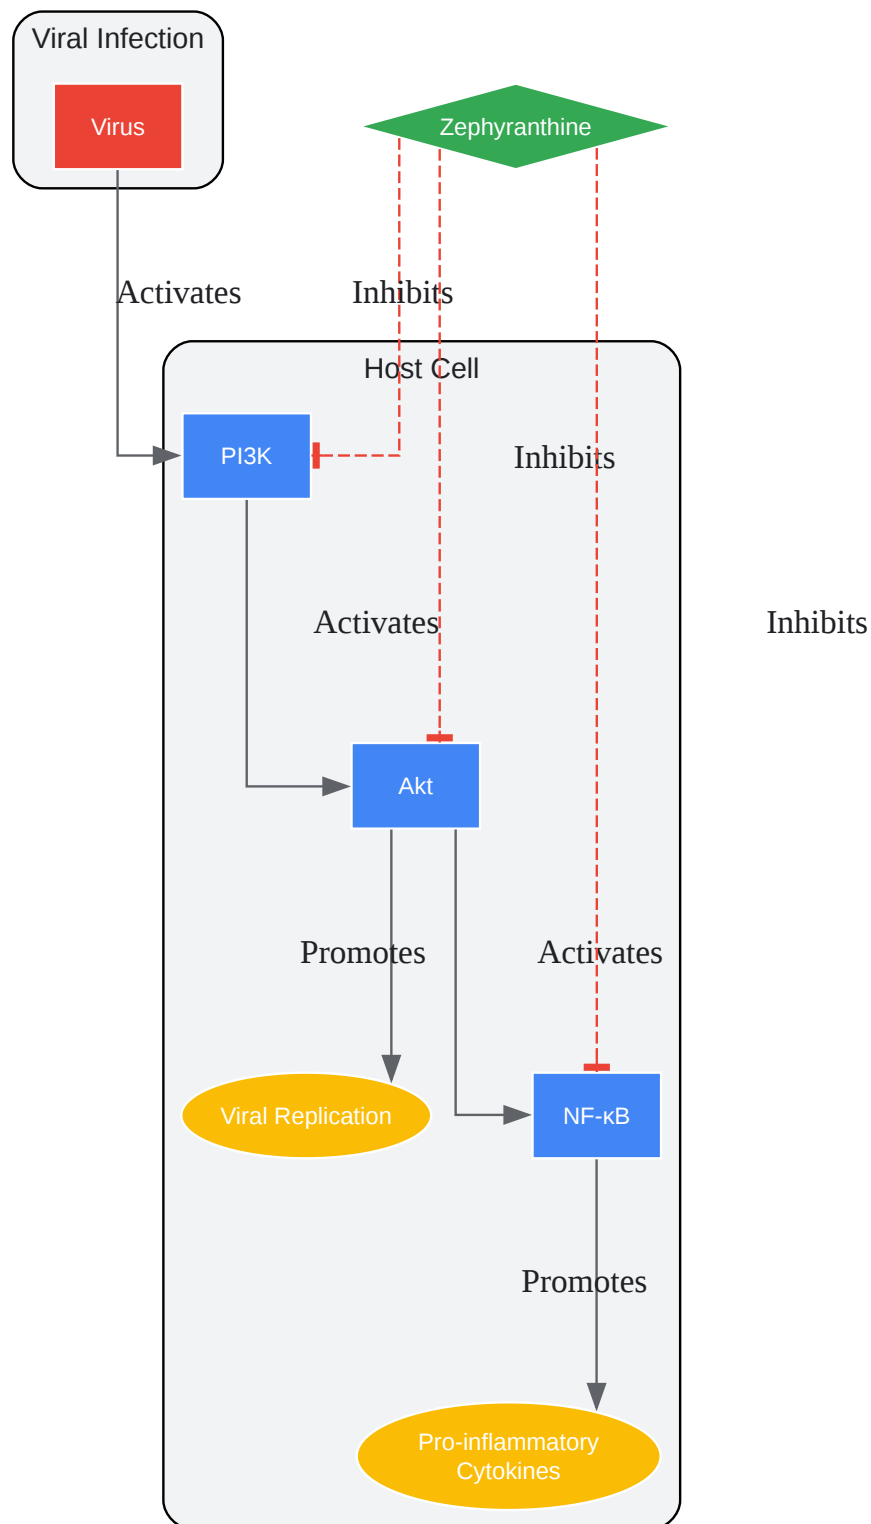 Viral Infection
Virus
Zephyranthine
Activates
Inhibits
Host Cell
PI3K
Inhibits
Activates
Inhibits
Akt
Promotes
Activates
Viral Replication
NF-κB
Promotes
Pro-inflammatory
Cytokines